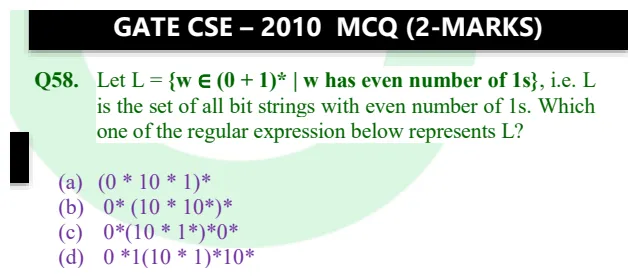 GATE CSE – 2010 MCQ (2-MARKS)
Q58. Let L = {w ∈ (0 + 1)* | w has even number of 1s}, i.e. L
is the set of all bit strings with even number of 1s. Which
one of the regular expression below represents L?
(a) (0 * 10 * 1)*
(b) 0* (10 * 10*)*
(c) 0*(10 * 1*)*0*
(d) 0 *1(10 * 1)*10*